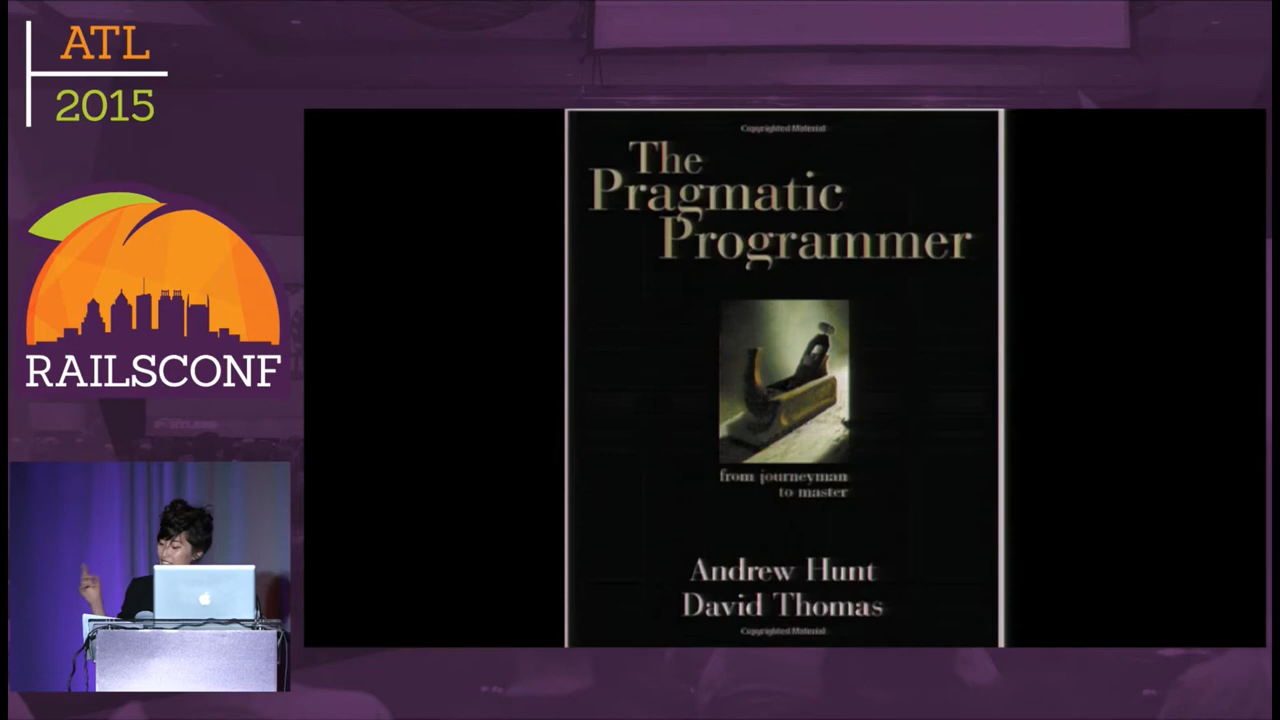 ATL
2015
RAILSCONF
Copyrighted Material
The
Pragmatic
Programmer
from journeyman
to master
Andrew Hunt
David Thomas
Copyrighted Material